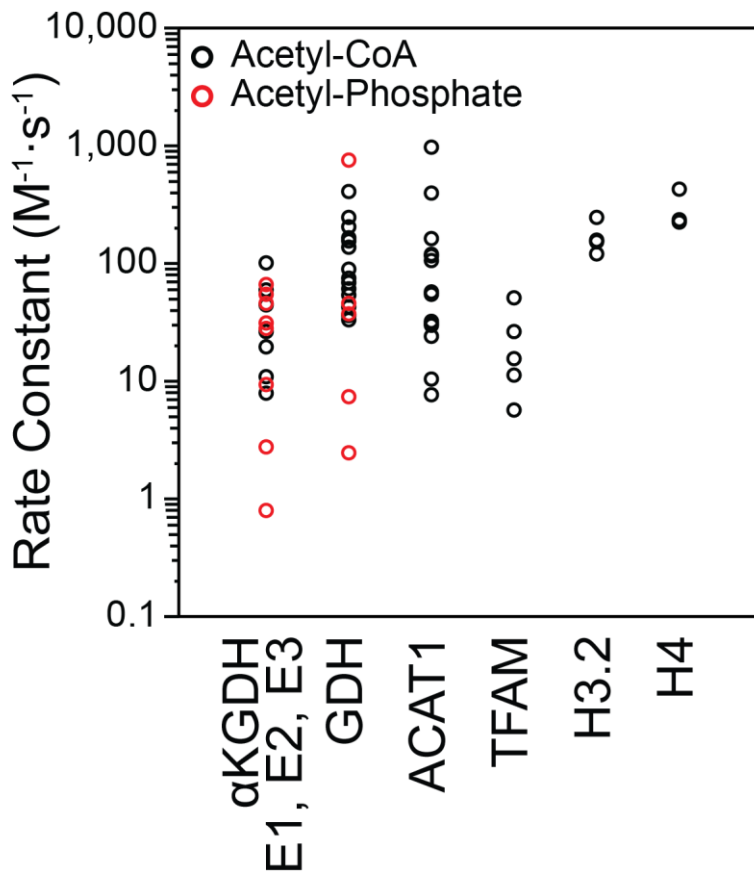 10,000
1,000
100
10
1
0.1
Rate Constant (M⁻¹·s⁻¹)
Acetyl-CoA
Acetyl-Phosphate
αKGDH
E1, E2, E3
GDH
ACAT1
TFAM
H3.2
H4